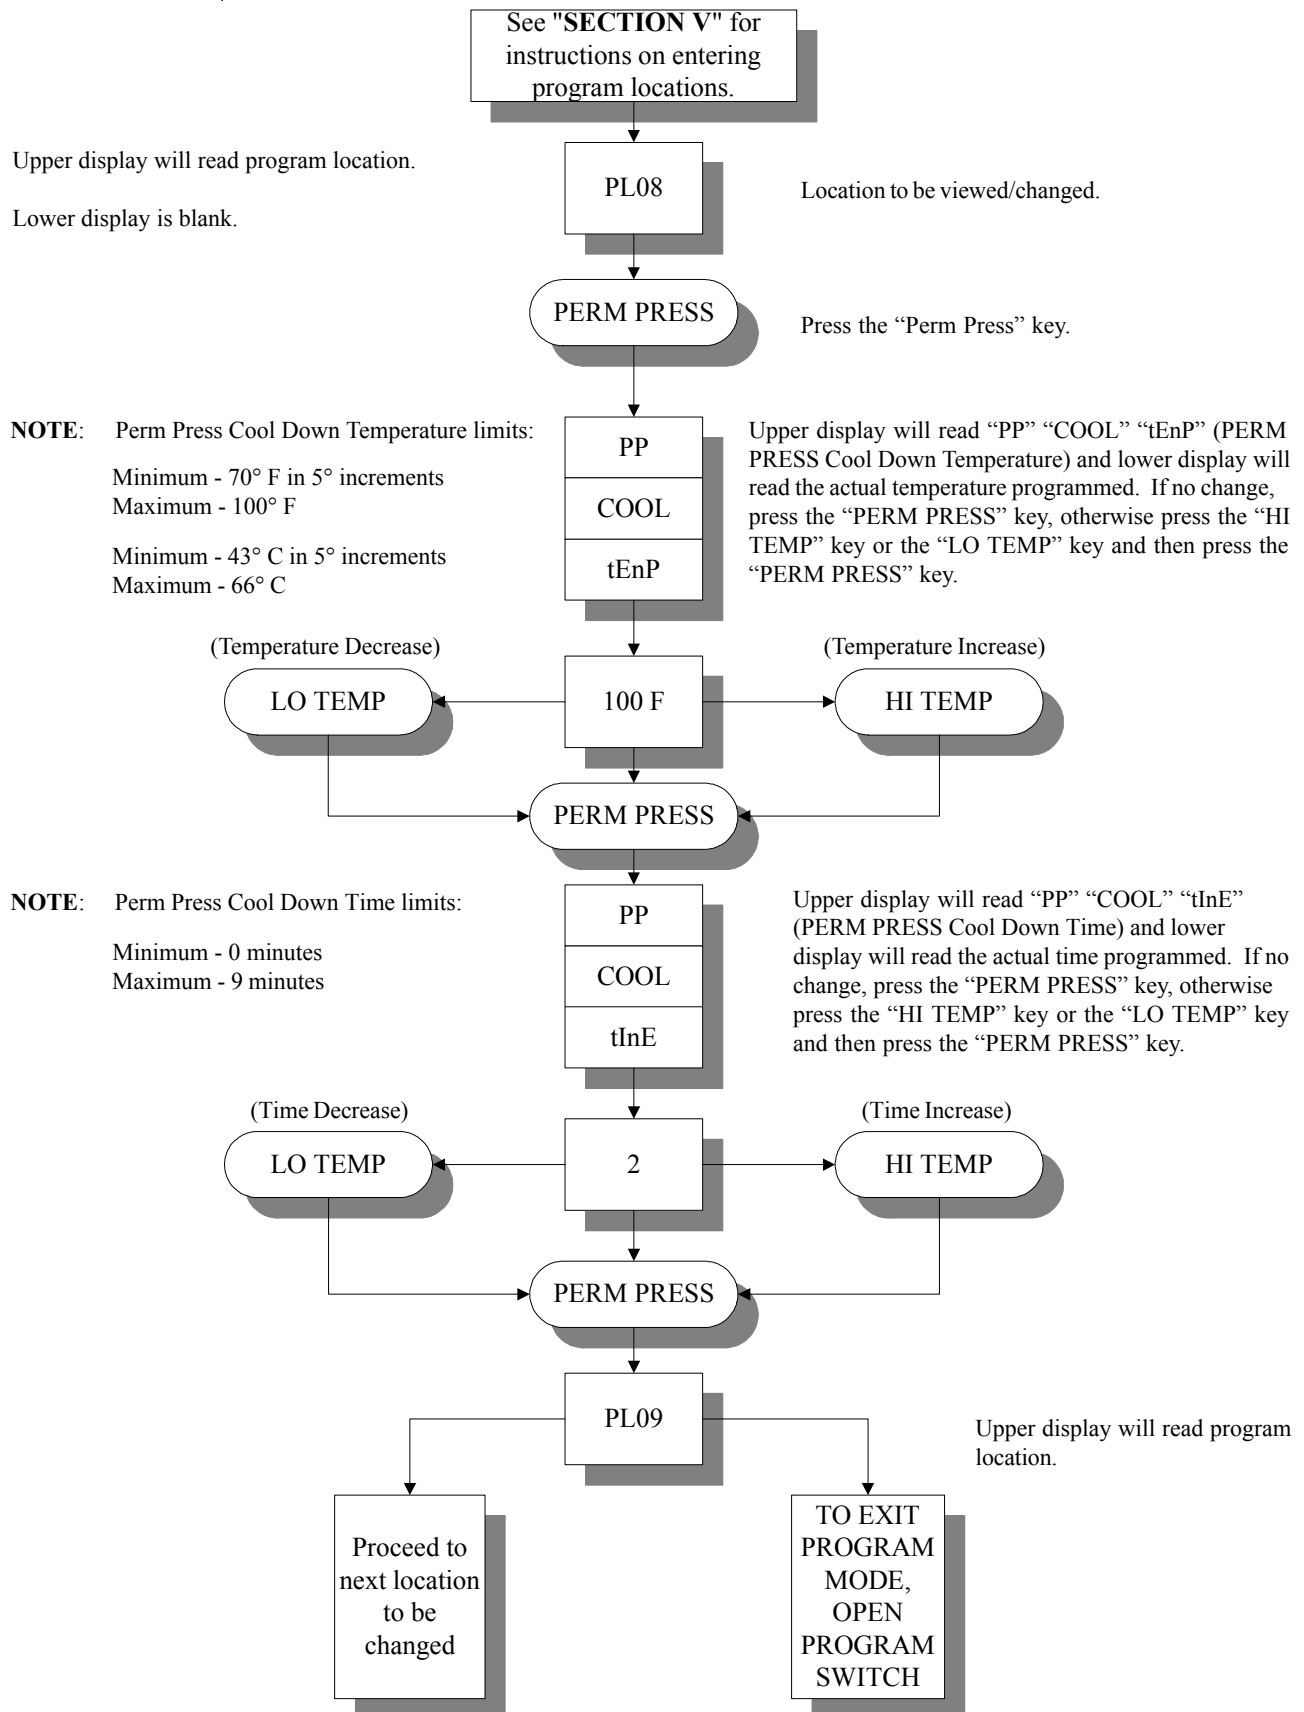 See "SECTION V" for
instructions on entering
program locations.
Upper display will read program location.
Lower display is blank.
PL08
Location to be viewed/changed.
PERM PRESS
Press the “Perm Press” key.
NOTE: Perm Press Cool Down Temperature limits:
Minimum - 70° F in 5° increments
Maximum - 100° F
Minimum - 43° C in 5° increments
Maximum - 66° C
PP
COOL
tEnP
Upper display will read “PP” “COOL” “tEnP” (PERM
PRESS Cool Down Temperature) and lower display will
read the actual temperature programmed. If no change,
press the “PERM PRESS” key, otherwise press the “HI
TEMP” key or the “LO TEMP” key and then press the
“PERM PRESS” key.
(Temperature Decrease)
LO TEMP
100 F
(Temperature Increase)
HI TEMP
PERM PRESS
NOTE: Perm Press Cool Down Time limits:
Minimum - 0 minutes
Maximum - 9 minutes
PP
COOL
tInE
Upper display will read “PP” “COOL” “tInE”
(PERM PRESS Cool Down Time) and lower
display will read the actual time programmed. If no
change, press the “PERM PRESS” key, otherwise
press the “HI TEMP” key or the “LO TEMP” key
and then press the “PERM PRESS” key.
(Time Decrease)
LO TEMP
2
(Time Increase)
HI TEMP
PERM PRESS
PL09
Upper display will read program
location.
Proceed to
next location
to be
changed
TO EXIT
PROGRAM
MODE,
OPEN
PROGRAM
SWITCH